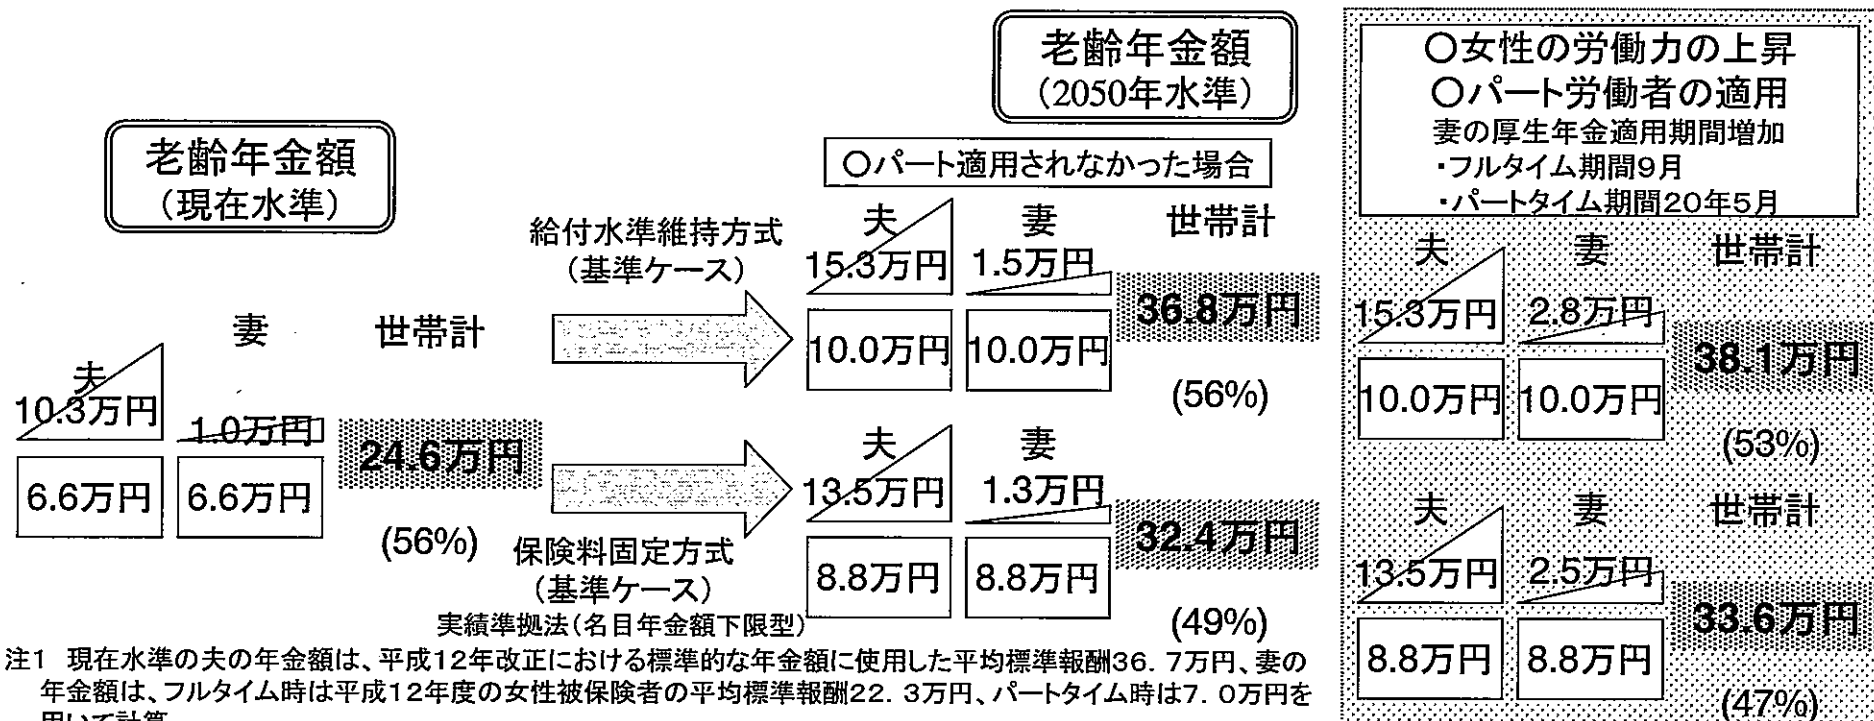 老齢年金額
(現在水準)
夫
10.3万円
妻
1.0万円
世帯計
6.6万円
6.6万円
24.6万円
(56%)
給付水準維持方式
(基準ケース)
保険料固定方式
(基準ケース)
実績準拠法(名目年金額下限型)
老齢年金額
(2050年水準)
〇パート適用されなかった場合
夫
妻
世帯計
15.3万円
1.5万円
36.8万円
10.0万円
10.0万円
(56%)
夫
妻
13.5万円
1.3万円
32.4万円
8.8万円
8.8万円
(49%)
〇女性の労働力の上昇
〇パート労働者の適用
妻の厚生年金適用期間増加
・フルタイム期間9月
・パートタイム期間20年5月
夫
妻
世帯計
15.3万円
2.8万円
38.1万円
10.0万円
10.0万円
(53%)
夫
妻
世帯計
13.5万円
2.5万円
33.6万円
8.8万円
8.8万円
(47%)
注1 現在水準の夫の年金額は、平成12年改正における標準的な年金額に使用した平均標準報酬36.7万円、妻の
年金額は、フルタイム時は平成12年度の女性被保険者の平均標準報酬22.3万円、パートタイム時は7.0万円を